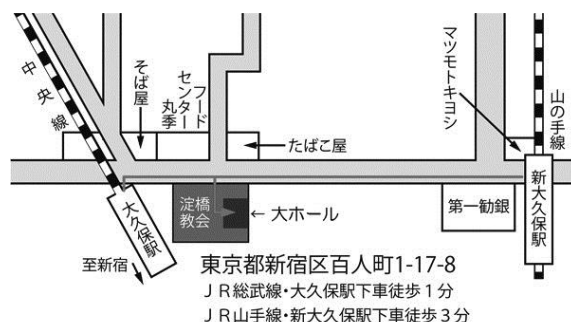 中央線
そば屋
フード
センター
丸季
たばこ屋
マツモトキヨシ
山の手線
大久保駅
至新宿
淀橋
教会
← 大ホール
第一勧銀
新大久保駅
東京都新宿区百人町1-17-8
ＪＲ総武線・大久保駅下車徒歩１分
ＪＲ山手線・新大久保駅下車徒歩３分